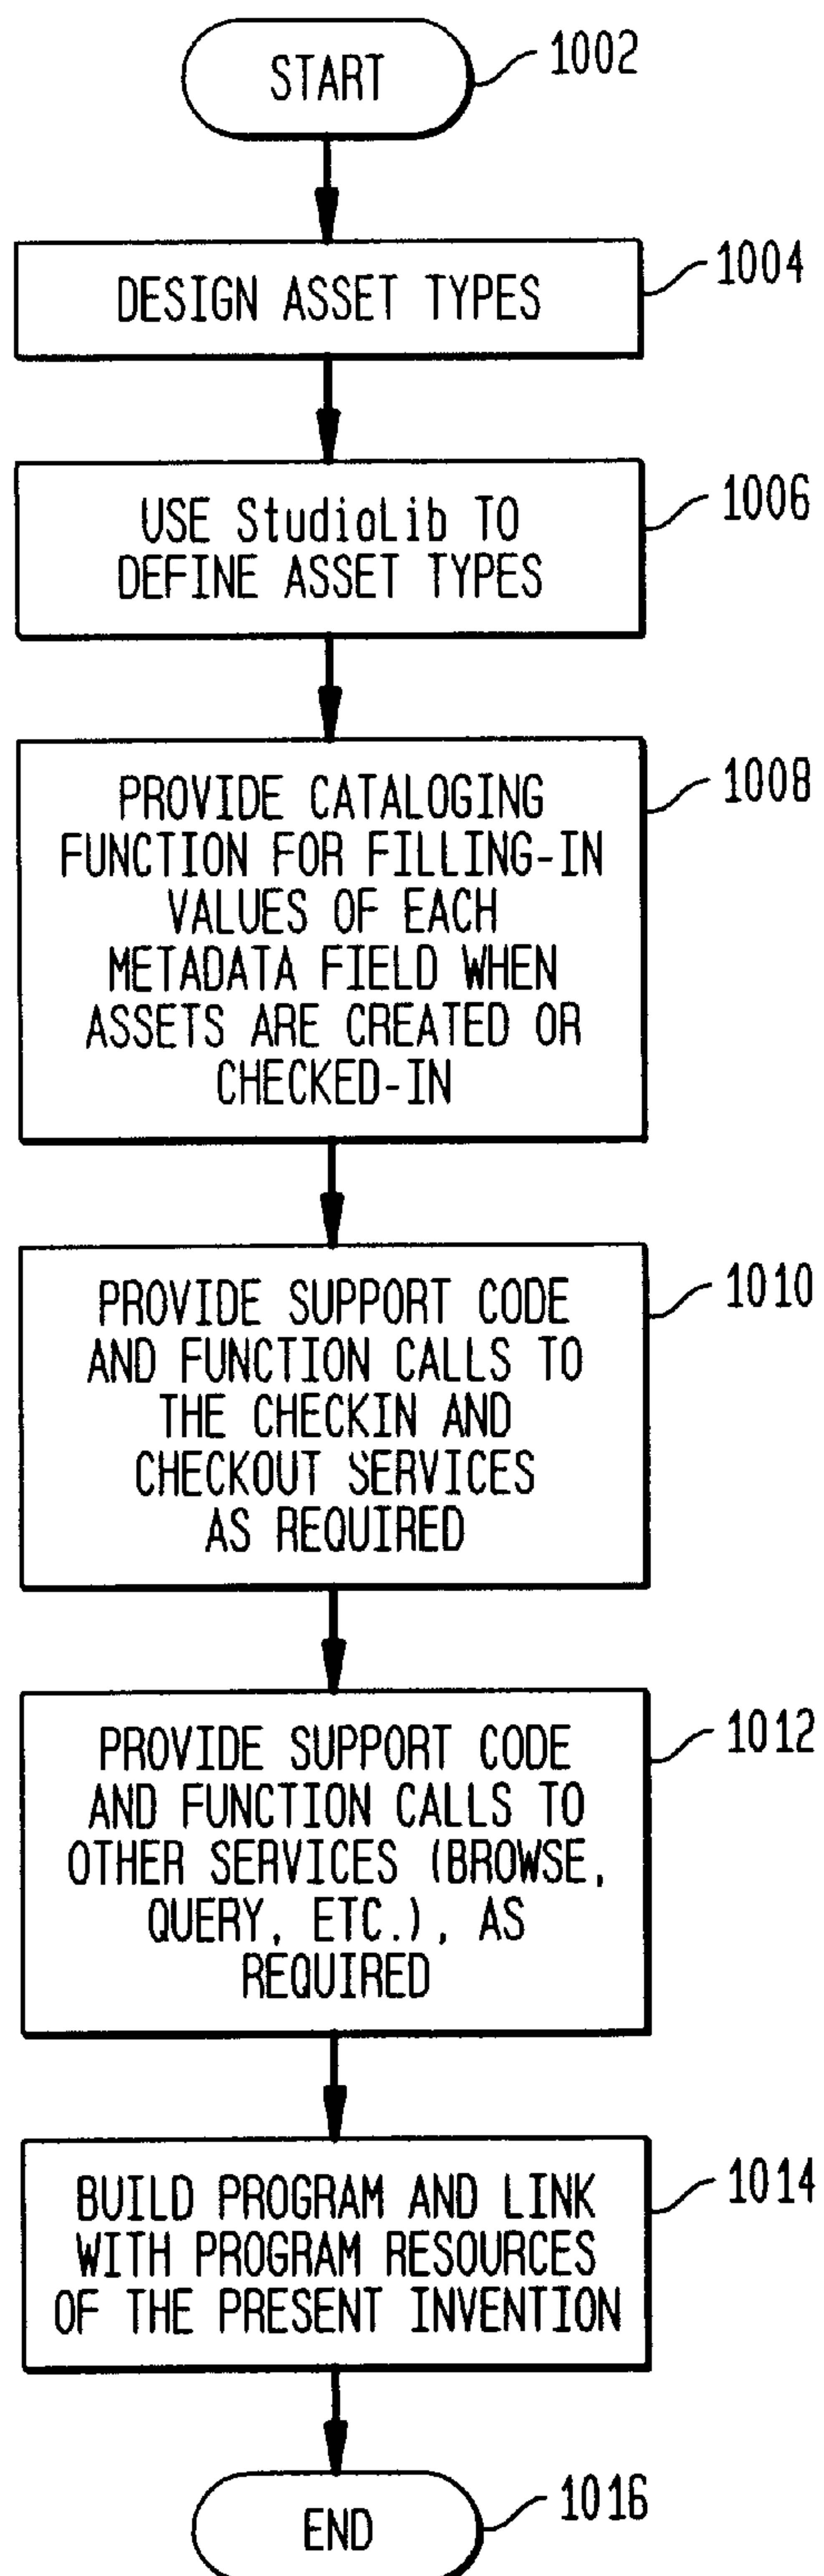 START
1002
DESIGN ASSET TYPES
1004
USE StudioLib TO
DEFINE ASSET TYPES
1006
PROVIDE CATALOGING
FUNCTION FOR FILLING-IN
VALUES OF EACH
METADATA FIELD WHEN
ASSETS ARE CREATED OR
CHECKED-IN
1008
PROVIDE SUPPORT CODE
AND FUNCTION CALLS TO
THE CHECKIN AND
CHECKOUT SERVICES
AS REQUIRED
1010
PROVIDE SUPPORT CODE
AND FUNCTION CALLS TO
OTHER SERVICES (BROWSE,
QUERY, ETC.), AS
REQUIRED
1012
BUILD PROGRAM AND LINK
WITH PROGRAM RESOURCES
OF THE PRESENT INVENTION
1014
END
1016